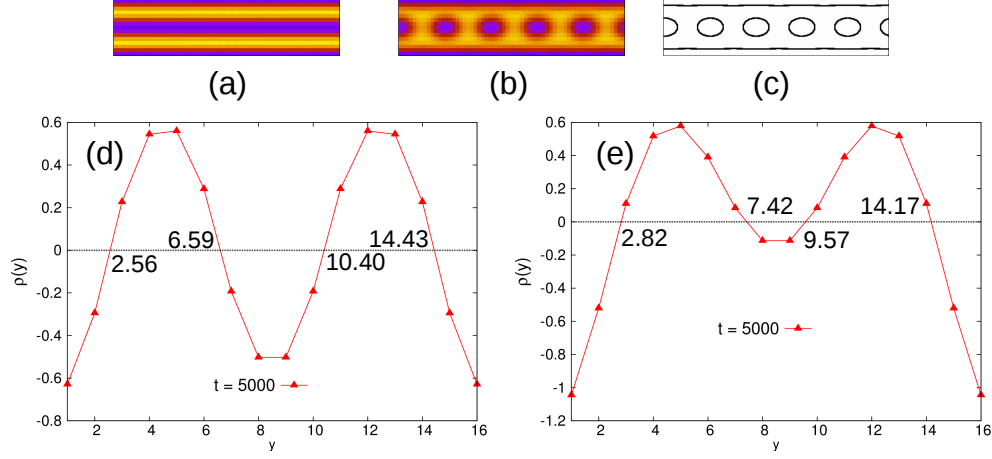 (a)
(b)
(c)
0.6
0.4
0.2
0
-0.2
-0.4
-0.6
-0.8
ρ(y)
(d)
6.59
14.43
2.56
10.40
t = 5000
2 4 6 8 10 12 14 16
y
0.6
0.4
0.2
0
-0.2
-0.4
-0.6
-0.8
-1
-1.2
ρ(y)
(e)
7.42
14.17
2.82
9.57
t = 5000
2 4 6 8 10 12 14 16
y